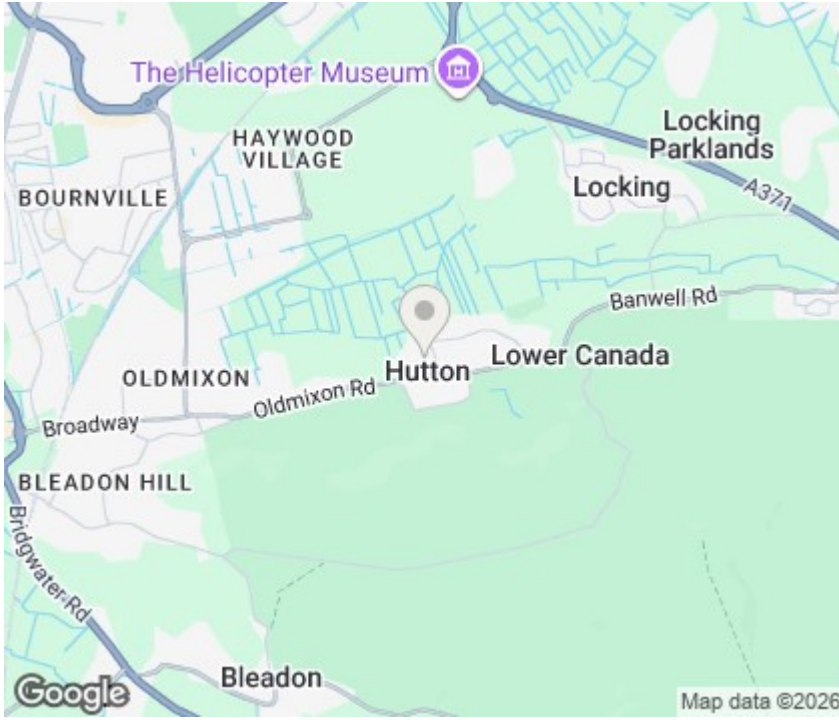 The Helicopter Museum
HAYWOOD
VILLAGE
Locking
Parklands
BOURNVILLE
Locking
A371
Banwell Rd
Hutton
Lower Canada
OLDMIXON
Oldmixon Rd
Broadway
BLEADON HILL
Bridgwater Rd
Bleadon
Google
Map data ©2026